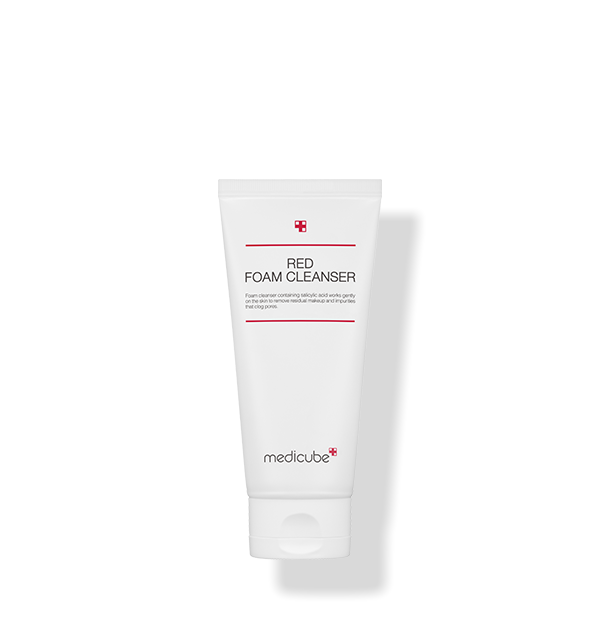 RED
FOAM CLEANSER
Foam cleanser containing salicylic acid works gently
on the skin to remove residual makeup and impurities
that clog pores.
medicube